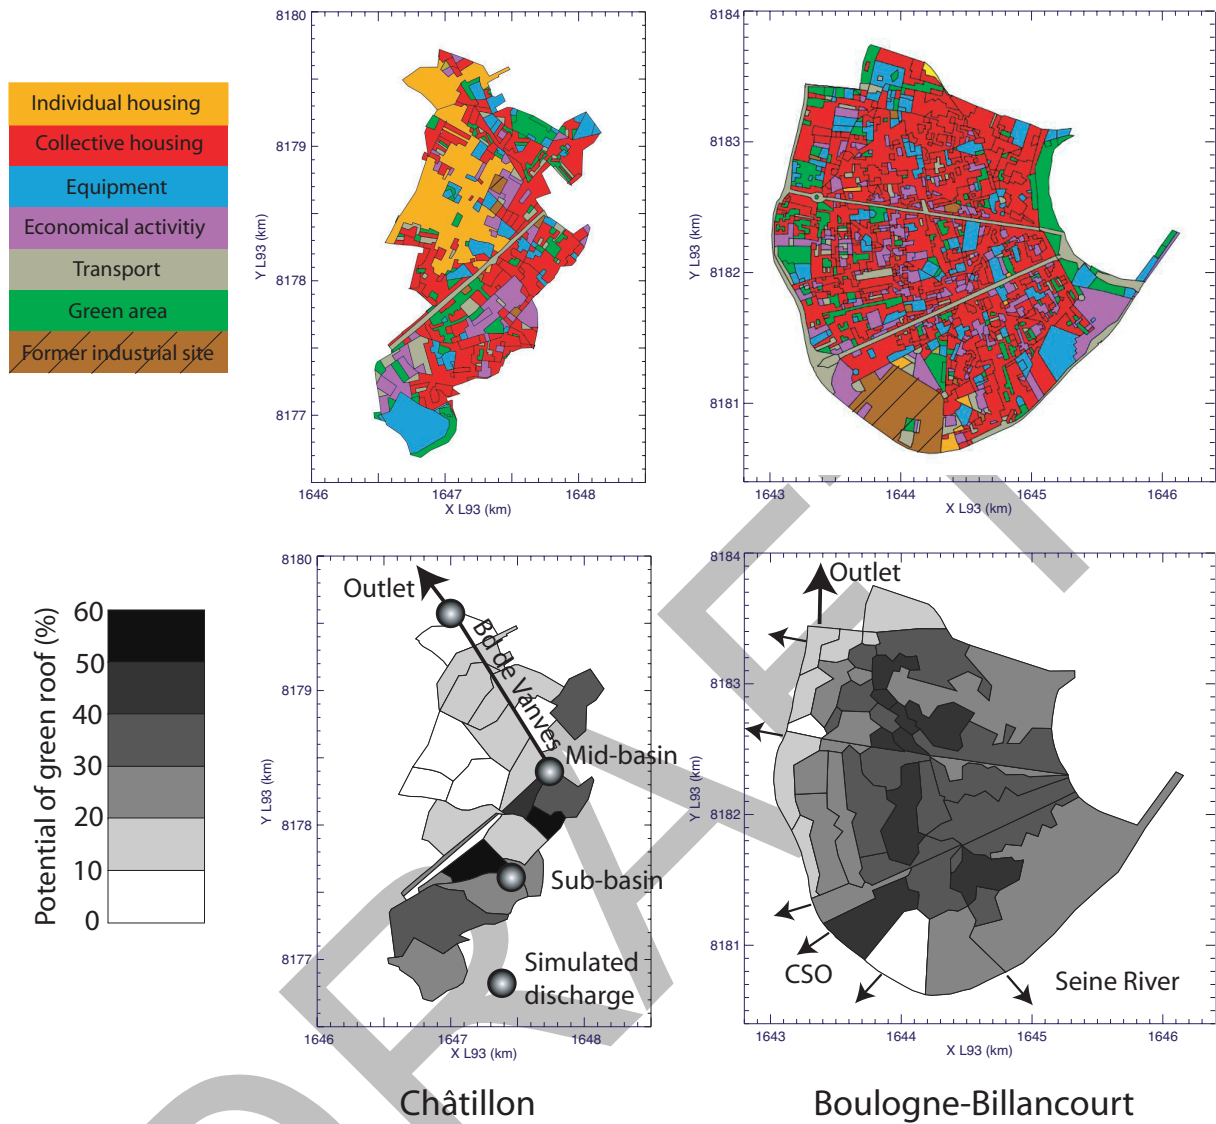 Individual housing
Collective housing
Equipment
Economical activitiy
Transport
Green area
Former industrial site
8180
8179
8178
8177
Y L93 (km)
1646
1647
1648
X L93 (km)
8184
8183
8182
8181
Y L93 (km)
1643
1644
1645
1646
X L93 (km)
Potential of green roof (%)
60
50
40
30
20
10
0
8180
8179
8178
8177
Y L93 (km)
Outlet
Bd de Vanves
Mid-basin
Sub-basin
Simulated
discharge
1646
1647
1648
X L93 (km)
8184
8183
8182
8181
Y L93 (km)
Outlet
CSO
Seine River
1643
1644
1645
1646
X L93 (km)
Châtillon
Boulogne-Billancourt